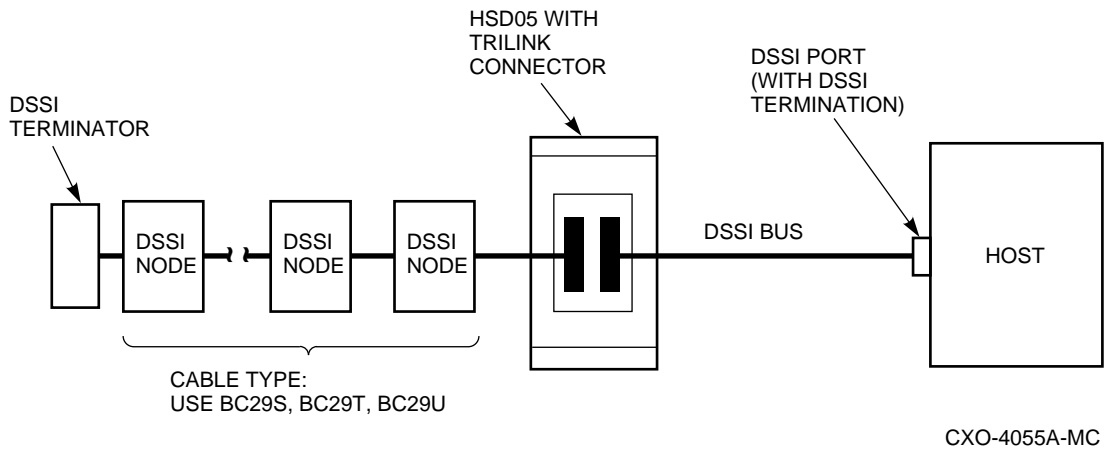 HSD05 WITH
TRILINK
CONNECTOR
DSSI PORT
(WITH DSSI
TERMINATION)
DSSI
TERMINATOR
DSSI
NODE
DSSI
NODE
DSSI
NODE
DSSI BUS
HOST
CABLE TYPE:
USE BC29S, BC29T, BC29U
CXO-4055A-MC